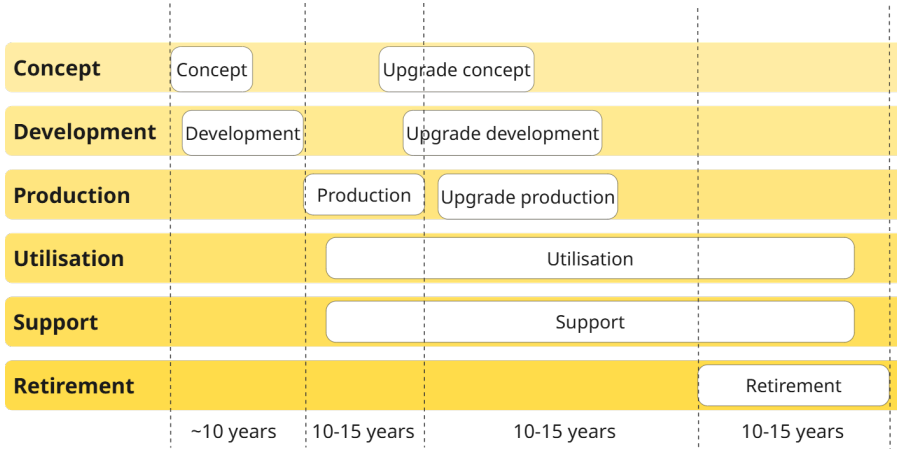 Concept
Concept
Upgrade concept
Development
Development
Upgrade development
Production
Production
Upgrade production
Utilisation
Utilisation
Support
Support
Retirement
Retirement
~10 years
10-15 years
10-15 years
10-15 years